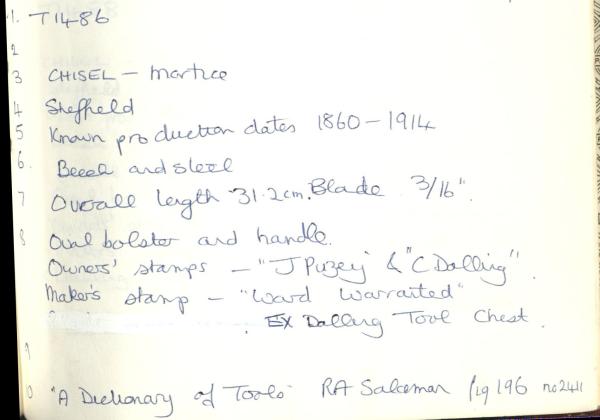 1. T1486
2
3 CHISEL – Mortice
4 Sheffield
5 Known production dates 1860–1914
6. Beech and steel
7 Overall length 31.2cm. Blade 3/16".
8 Oval bolster and handle.
Owners' stamps – "J Puzey" & "C Dalling".
Maker's stamp – "Ward Warraited"
EX Dalling Tool Chest.
9
0 "A Dictionary of Tools" RA Salaman pg 196 no 2411